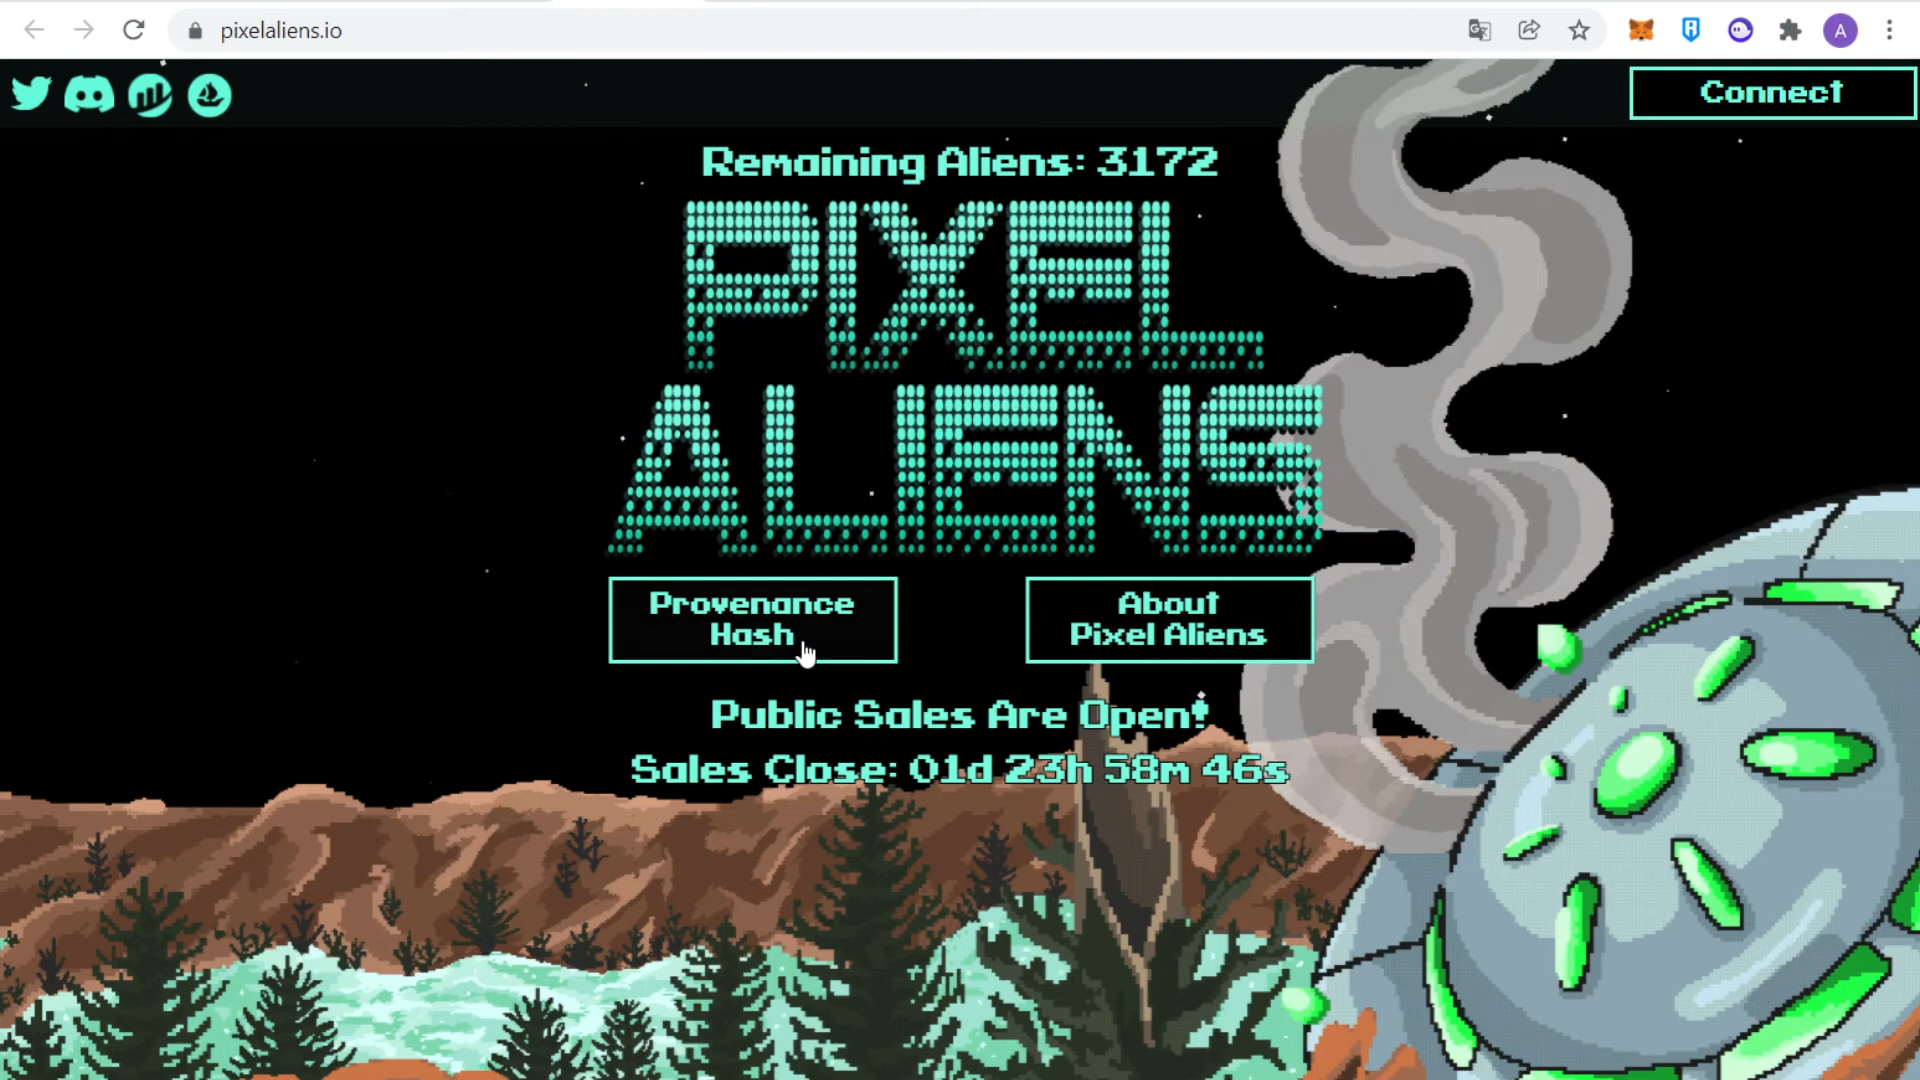 pixelaliens.io
A
Connect
Remaining Aliens: 3172
PIXEL
ALIENS
Provenance
Hash
About
Pixel Aliens
Public Sales Are Open!
Sales Close: 01d 23h 58m 46s